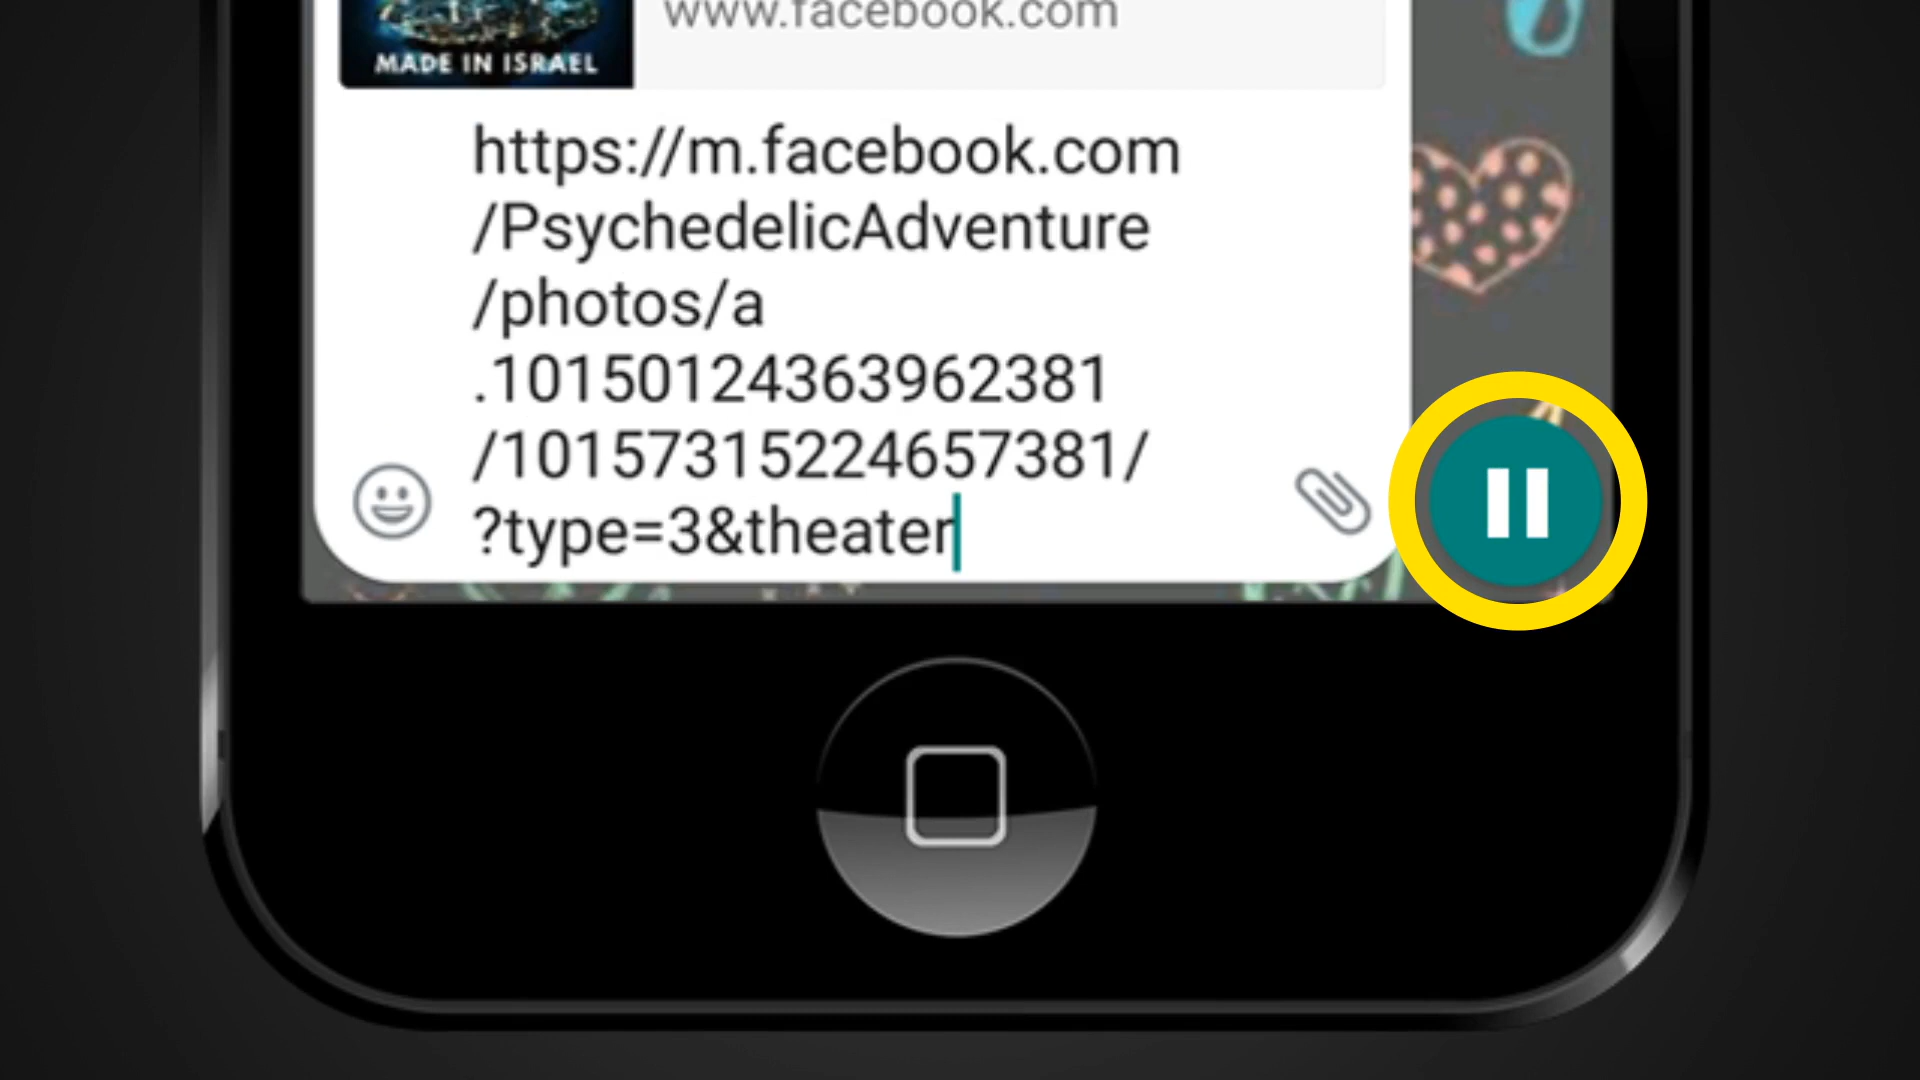 www.facebook.com
MADE IN ISRAEL
https://m.facebook.com
/PsychedelicAdventure
/photos/a
.10150124363962381
/10157315224657381/
?type=3&theater